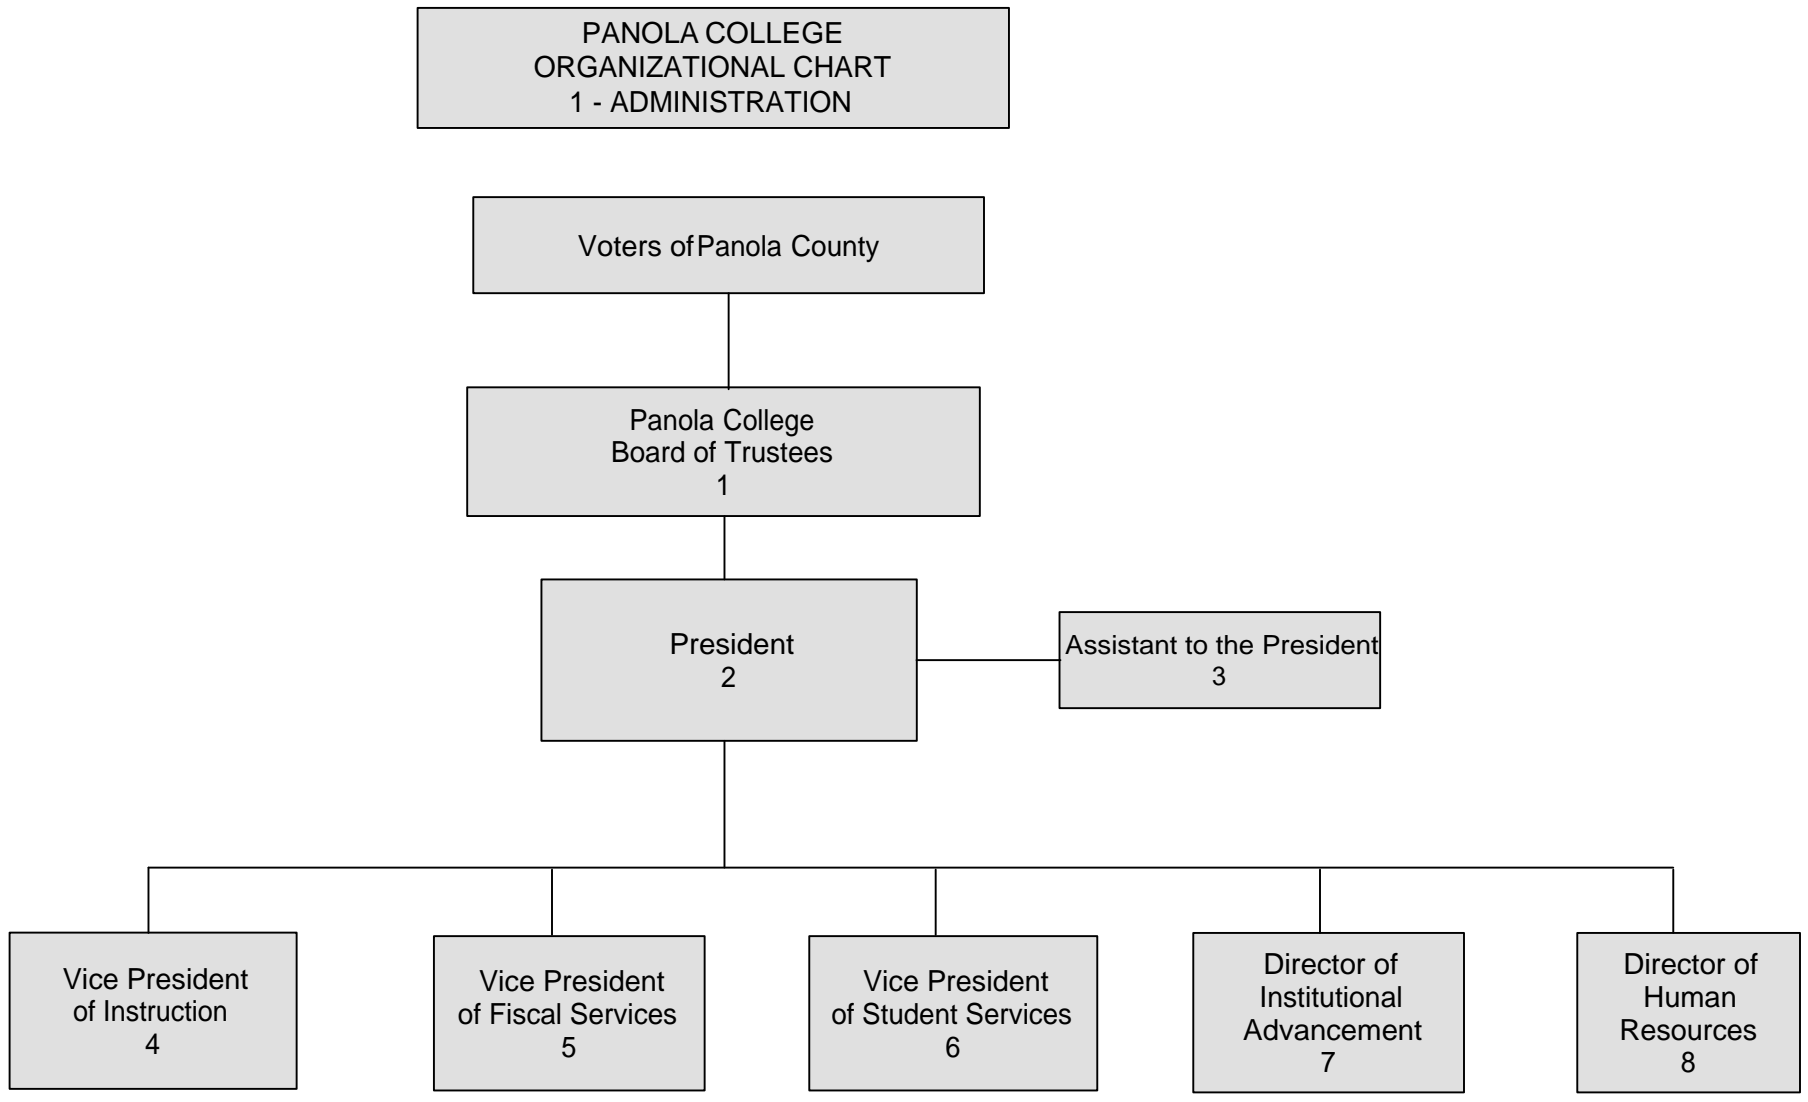 PANOLA COLLEGE
ORGANIZATIONAL CHART
1 - ADMINISTRATION
Voters of Panola County
Panola College
Board of Trustees
1
President
2
Assistant to the President
3
Vice President
of Instruction
4
Vice President
of Fiscal Services
5
Vice President
of Student Services
6
Director of
Institutional
Advancement
7
Director of
Human
Resources
8